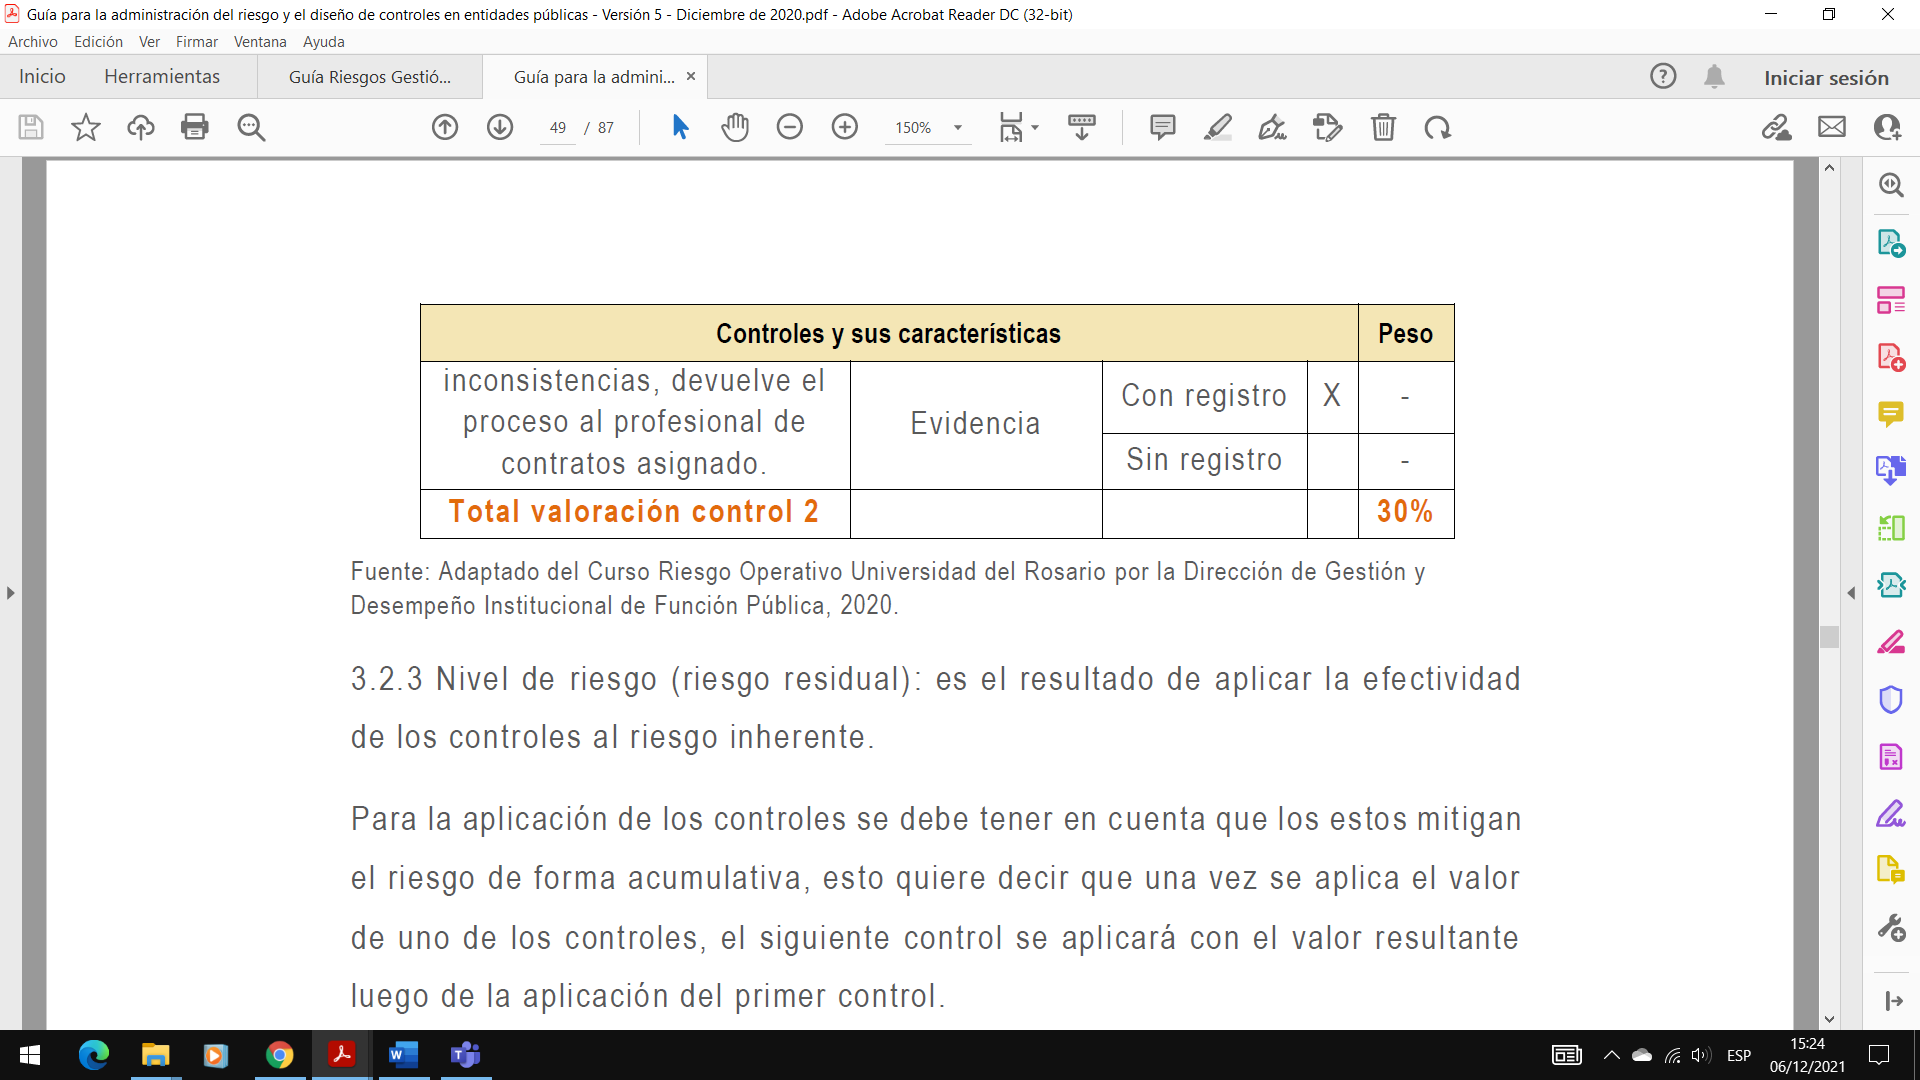 Guía para la administración del riesgo y el diseño de controles en entidades públicas - Versión 5 - Diciembre de 2020.pdf - Adobe Acrobat Reader DC (32-bit)
Archivo Edición Ver Firmar Ventana Ayuda
Inicio Herramientas Guía Riesgos Gestió... Guía para la admini... × Iniciar sesión
49 / 87 150%
Controles y sus características Peso
inconsistencias, devuelve el
proceso al profesional de
contratos asignado.
Evidencia
Con registro X -
Sin registro -
Total valoración control 2 30%
Fuente: Adaptado del Curso Riesgo Operativo Universidad del Rosario por la Dirección de Gestión y
Desempeño Institucional de Función Pública, 2020.
3.2.3 Nivel de riesgo (riesgo residual): es el resultado de aplicar la efectividad
de los controles al riesgo inherente.
Para la aplicación de los controles se debe tener en cuenta que los estos mitigan
el riesgo de forma acumulativa, esto quiere decir que una vez se aplica el valor
de uno de los controles, el siguiente control se aplicará con el valor resultante
luego de la aplicación del primer control.
ESP
15:24
06/12/2021